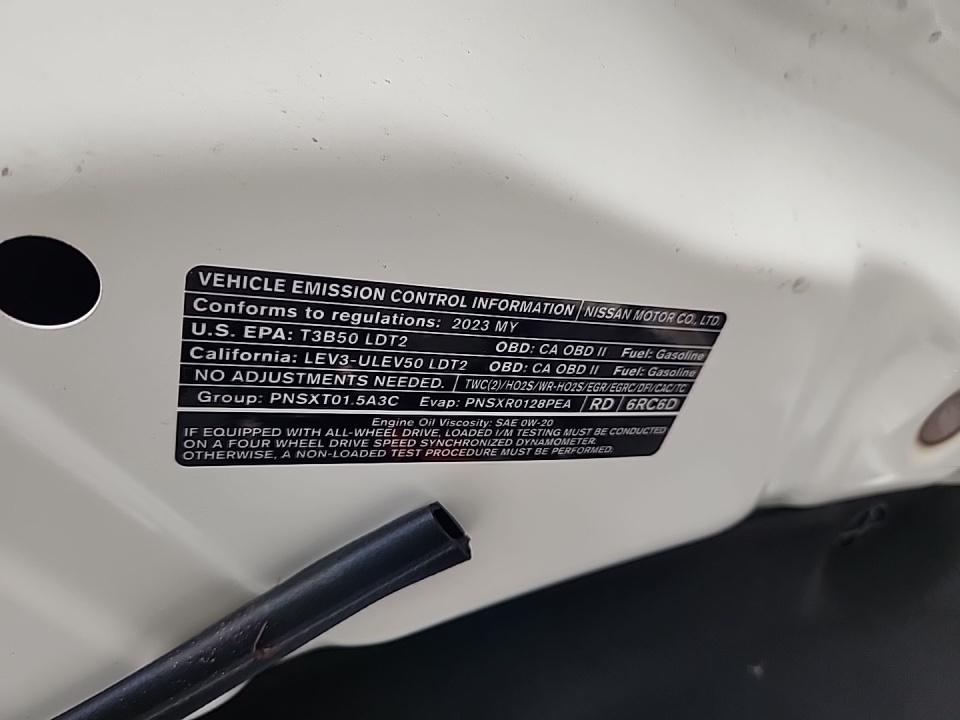 VEHICLE EMISSION CONTROL INFORMATION NISSAN MOTOR CO., LTD
Conforms to regulations: 2023 MY
U.S. EPA: T3B50 LDT2 OBD: CA OBD II Fuel: Gasoline
California: LEV3-ULEV50 LDT2 OBD: CA OBD II Fuel: Gasoline
NO ADJUSTMENTS NEEDED. TWC(2)/HO2S/WR-HO2S/EGR/EGRC/DFI/CAC/TC
Group: PNSXT01.5A3C Evap: PNSXR0128PEA RD 6RC6D
Engine Oil Viscosity: SAE 0W-20
IF EQUIPPED WITH ALL-WHEEL DRIVE, LOADED I/M TESTING MUST BE CONDUCTED
ON A FOUR WHEEL DRIVE SPEED SYNCHRONIZED DYNAMOMETER.
OTHERWISE, A NON-LOADED TEST PROCEDURE MUST BE PERFORMED.